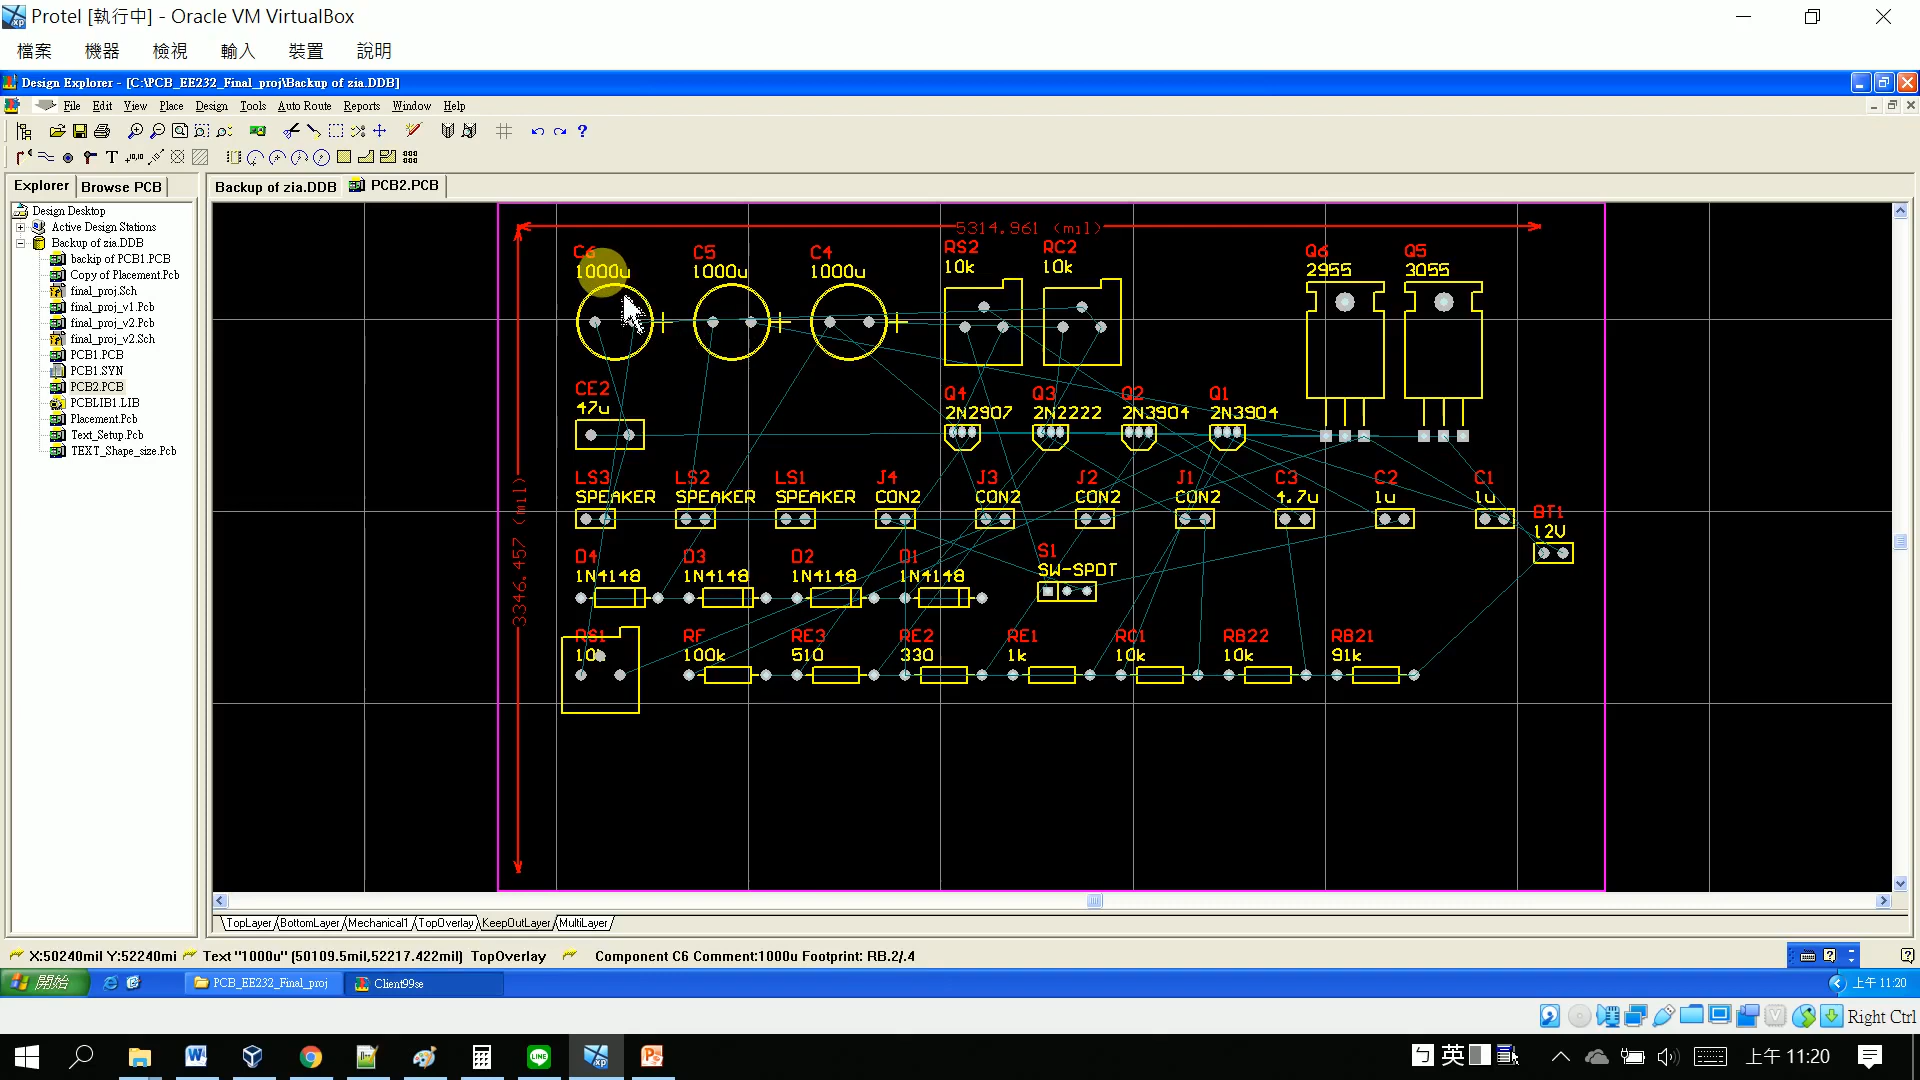 Protel [執行中] - Oracle VM VirtualBox
檔案 機器 檢視 輸入 裝置 說明
Design Explorer - [C:\PCB_EE232_Final_proj\Backup of zia.DDB]
File Edit View Place Design Tools Auto Route Reports Window Help
Explorer Browse PCB
Backup of zia.DDB PCB2.PCB
Design Desktop
Active Design Stations
Backup of zia.DDB
backip of PCB1.PCB
Copy of Placement.Pcb
final_proj.Sch
final_proj_v1.Pcb
final_proj_v2.Pcb
final_proj_v2.Sch
PCB1.PCB
PCB1.SYN
PCB2.PCB
PCBLIB1.LIB
Placement.Pcb
Text_Setup.Pcb
TEXT_Shape_size.Pcb
5314.961 (mil)
3346.457 (mil)
C6 C5 C4 RS2 RC2 Q6 Q5
1000u 1000u 1000u 10k 10k 2955 3055
CE2 Q4 Q3 Q2 Q1
47u 2N2907 2N2222 2N3904 2N3904
LS3 LS2 LS1 J4 J3 J2 J1 C3 C2 C1
SPEAKER SPEAKER SPEAKER CON2 CON2 CON2 CON2 4.7u 1u 1u
BT1
12V
D4 D3 D2 D1 S1
1N4148 1N4148 1N4148 1N4148 SW-SPDT
RS1 RF RE3 RE2 RE1 RC1 RB22 RB21
10k 100k 510 330 1k 10k 10k 91k
TopLayer BottomLayer Mechanical1 TopOverlay KeepOutLayer MultiLayer
X:50240mil Y:52240mi Text "1000u" (50109.5mil,52217.422mil) TopOverlay Component C6 Comment:1000u Footprint: RB.2/.4
開始 PCB_EE232_Final_proj Client99se 上午 11:20
Right Ctrl
英 上午 11:20